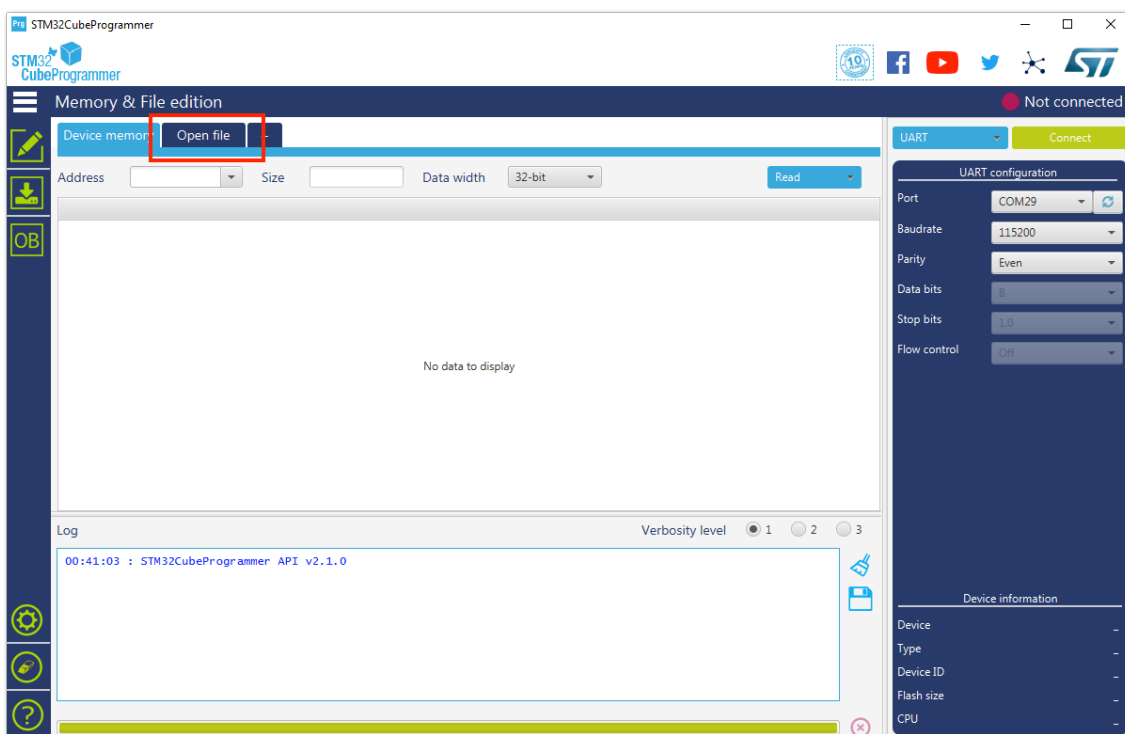 Prg STM32CubeProgrammer
STM32
CubeProgrammer
10
Memory & File edition
Not connected
Device memory Open file
UART Connect
Address Size Data width 32-bit Read
UART configuration
Port COM29
OB
Baudrate 115200
Parity Even
Data bits 8
Stop bits 1.0
Flow control Off
No data to display
Log Verbosity level 1 2 3
00:41:03 : STM32CubeProgrammer API v2.1.0
Device information
Device -
Type -
Device ID -
Flash size -
CPU -